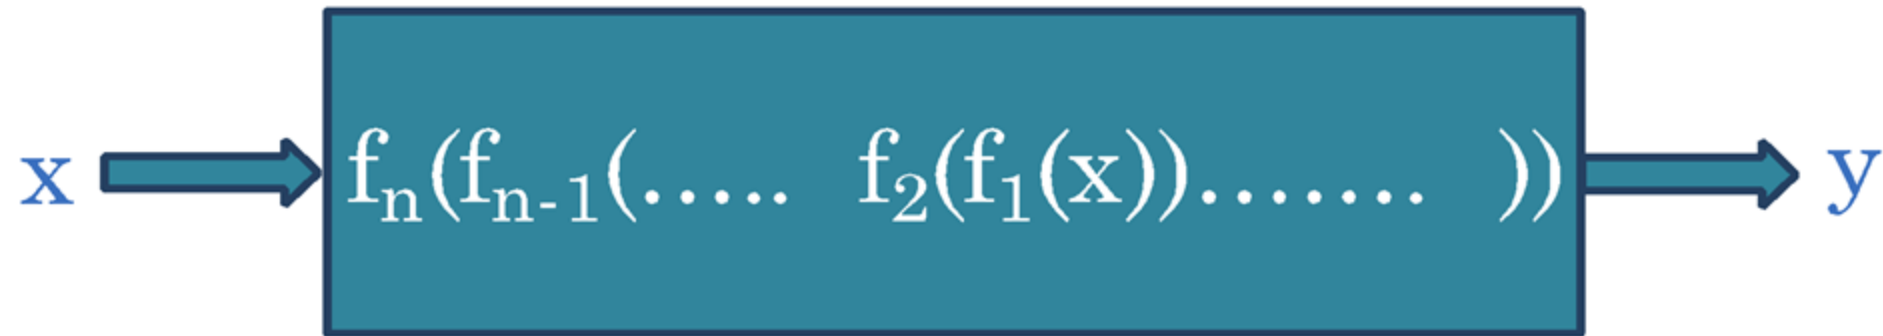 x fₙ(fₙ₋₁(..... f₂(f₁(x))....... )) y